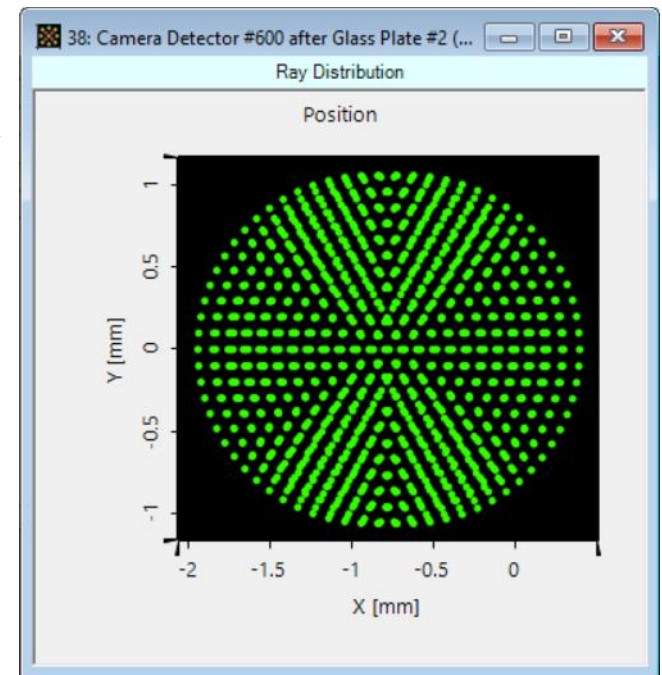 38: Camera Detector #600 after Glass Plate #2 (...
Ray Distribution
Position
1
0.5
0
-0.5
-1
Y [mm]
-2 -1.5 -1 -0.5 0
X [mm]